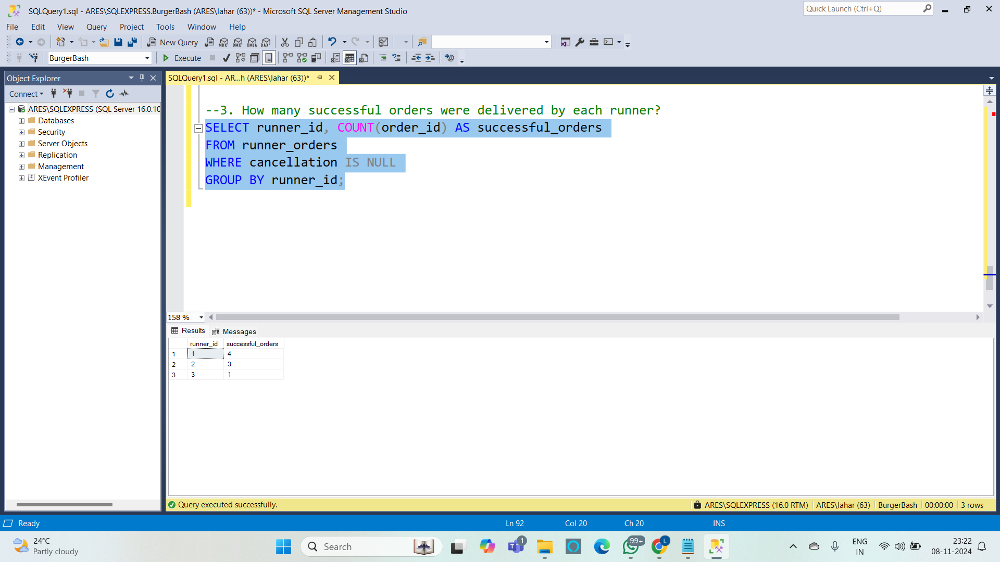 SQLQuery1.sql - ARES\SQLEXPRESS.BurgerBash (ARES\lahar (63))* - Microsoft SQL Server Management Studio
Quick Launch (Ctrl+Q)
File Edit View Query Project Tools Window Help
New Query MDX DMX XMLA DAX
BurgerBash Execute
Object Explorer
SQLQuery1.sql - AR...h (ARES\lahar (63))*
Connect
ARES\SQLEXPRESS (SQL Server 16.0.10
Databases
Security
Server Objects
Replication
Management
XEvent Profiler
--3. How many successful orders were delivered by each runner?
SELECT runner_id, COUNT(order_id) AS successful_orders
FROM runner_orders
WHERE cancellation IS NULL
GROUP BY runner_id;
158 %
Results Messages
runner_id successful_orders
1 1 4
2 2 3
3 3 1
Query executed successfully. ARES\SQLEXPRESS (16.0 RTM) ARES\lahar (63) BurgerBash 00:00:00 3 rows
Ready Ln 92 Col 20 Ch 20 INS
24°C
Partly cloudy
Search
1
99+
L
ENG
IN
23:22
08-11-2024